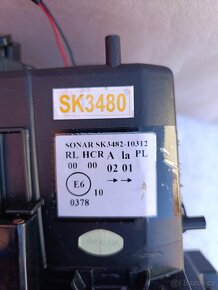 SK3480
SONAR SK3482-10312
RL HCR A la PL
00 00 02 01
→ →
E6
10
0378